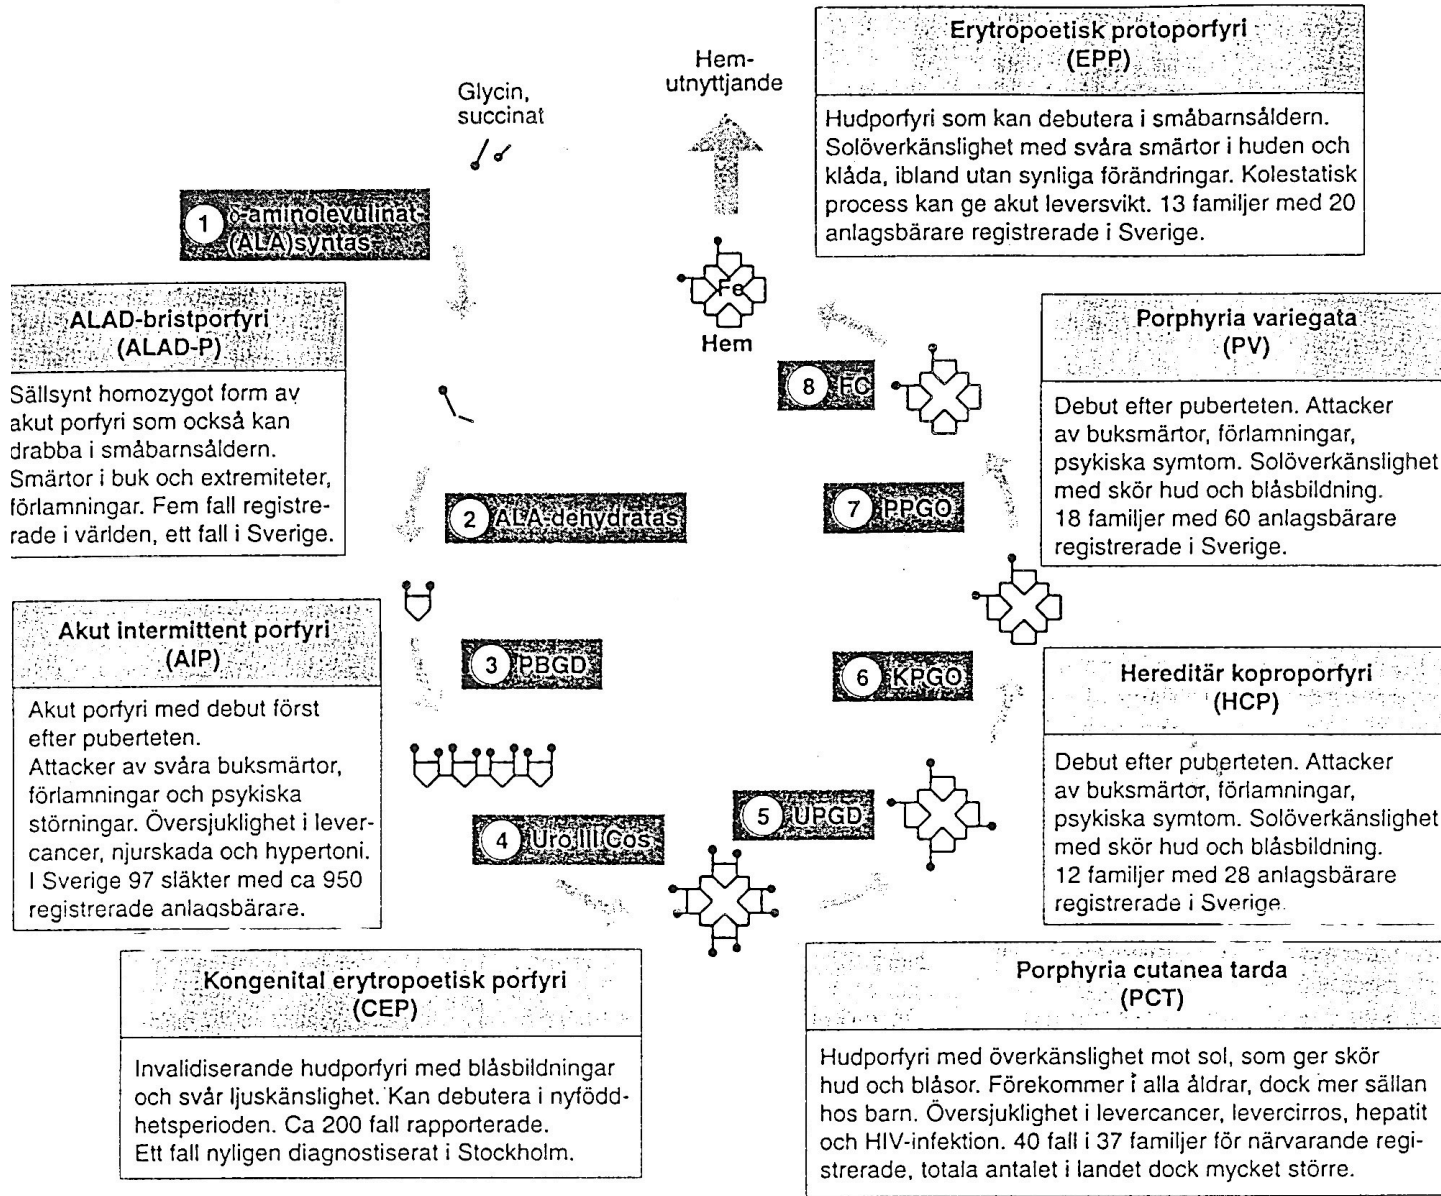 Glycin,
succinat
Hem-
utnyttjande
Erytropoetisk protoporfyri
(EPP)
Hudporfyri som kan debutera i småbarnsåldern.
Solöverkänslighet med svåra smärtor i huden och
klåda, ibland utan synliga förändringar. Kolestatisk
process kan ge akut leversvikt. 13 familjer med 20
anlagsbärare registrerade i Sverige.
1 δ-aminolevulinat-
(ALA)syntas
ALAD-bristporfyri
(ALAD-P)
Sällsynt homozygot form av
akut porfyri som också kan
drabba i småbarnsåldern.
Smärtor i buk och extremiteter,
förlamningar. Fem fall registre-
rade i världen, ett fall i Sverige.
Fe
Hem
8 FC
Porphyria variegata
(PV)
Debut efter puberteten. Attacker
av buksmärtor, förlamningar,
psykiska symtom. Solöverkänslighet
med skör hud och blåsbildning.
18 familjer med 60 anlagsbärare
registrerade i Sverige.
2 ALA-dehydratas
7 PPGO
Akut intermittent porfyri
(AIP)
Akut porfyri med debut först
efter puberteten.
Attacker av svåra buksmärtor,
förlamningar och psykiska
störningar. Översjuklighet i lever-
cancer, njurskada och hypertoni.
I Sverige 97 släkter med ca 950
registrerade anlagsbärare.
3 PBGD
6 KPGO
Hereditär koproporfyri
(HCP)
Debut efter puberteten. Attacker
av buksmärtor, förlamningar,
psykiska symtom. Solöverkänslighet
med skör hud och blåsbildning.
12 familjer med 28 anlagsbärare
registrerade i Sverige.
4 Uro III Cos
5 UPGD
Kongenital erytropoetisk porfyri
(CEP)
Invalidiserande hudporfyri med blåsbildningar
och svår ljuskänslighet. Kan debutera i nyfödd-
hetsperioden. Ca 200 fall rapporterade.
Ett fall nyligen diagnostiserat i Stockholm.
Porphyria cutanea tarda
(PCT)
Hudporfyri med överkänslighet mot sol, som ger skör
hud och blåsor. Förekommer i alla åldrar, dock mer sällan
hos barn. Översjuklighet i levercancer, levercirros, hepatit
och HIV-infektion. 40 fall i 37 familjer för närvarande regi-
strerade, totala antalet i landet dock mycket större.